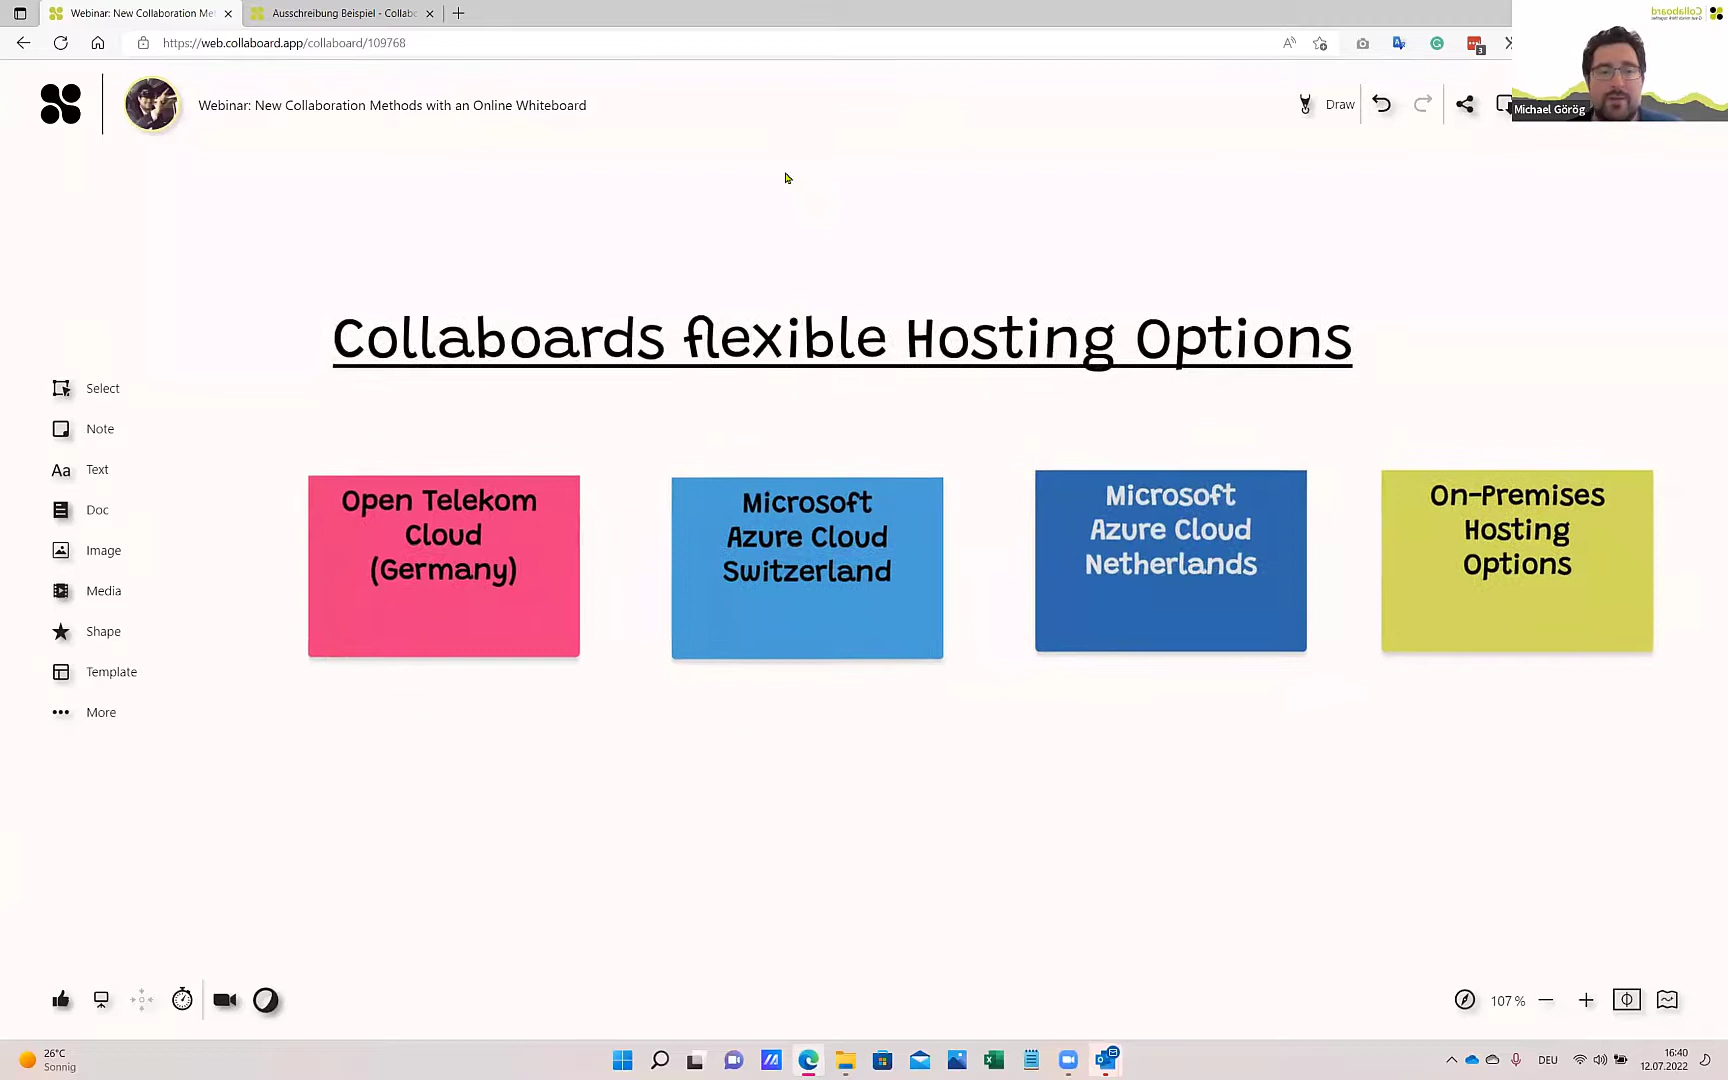 Webinar: New Collaboration Me
Ausschreibung Beispiel - Collab
https://web.collaboard.app/collaboard/109768
Collaboard
Michael Görög
Webinar: New Collaboration Methods with an Online Whiteboard
Draw
Collaboards flexible Hosting Options
Select
Note
Aa Text
Doc
Image
Media
Shape
Template
More
Open Telekom
Cloud
(Germany)
Microsoft
Azure Cloud
Switzerland
Microsoft
Azure Cloud
Netherlands
On-Premises
Hosting
Options
107 %
26°C
Sonnig
DEU
16:40
12.07.2022